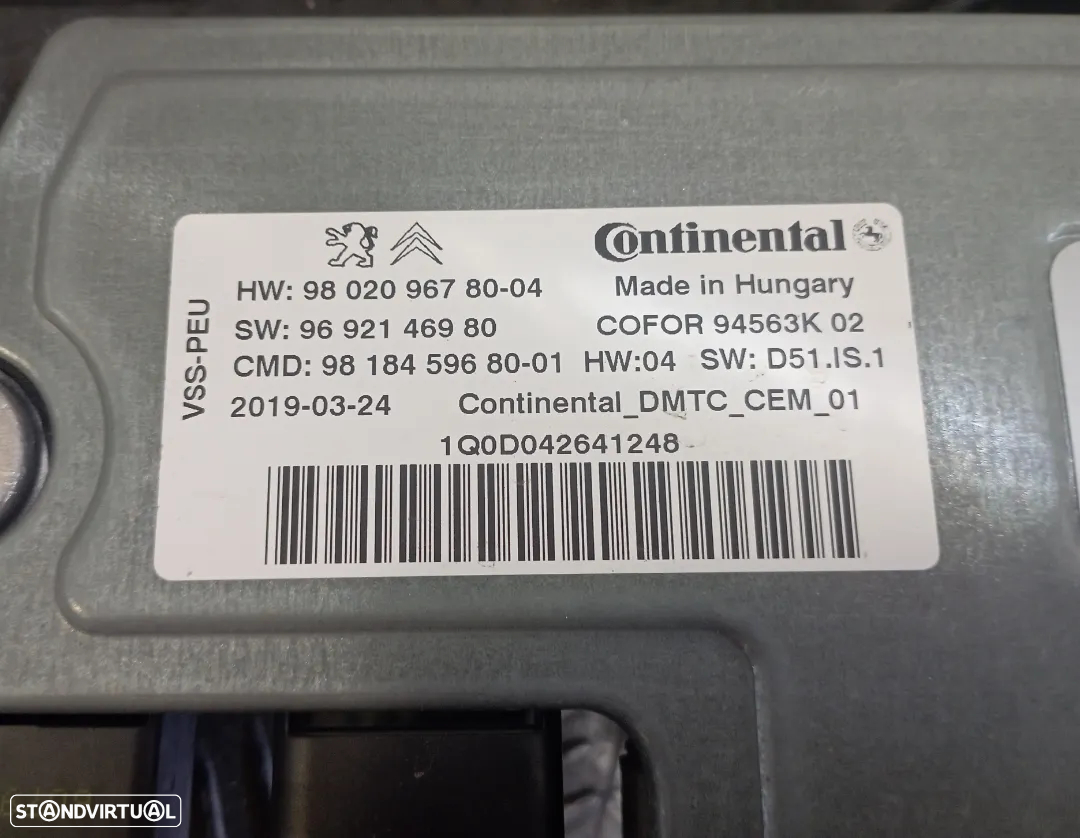 Continental
HW: 98 020 967 80-04 Made in Hungary
SW: 96 921 469 80 COFOR 94563K 02
CMD: 98 184 596 80-01 HW:04 SW: D51.IS.1
2019-03-24 Continental_DMTC_CEM_01
1Q0D042641248
VSS-PEU
STANDVIRTUAL